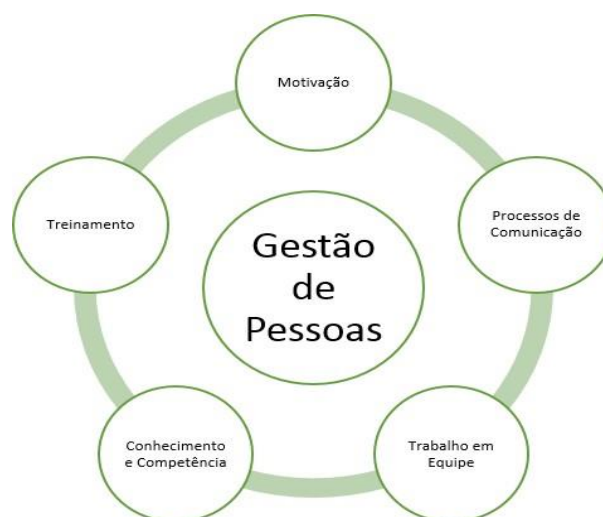 Motivação
Processos de
Comunicação
Trabalho em
Equipe
Conhecimento
e Competência
Treinamento
Gestão
de
Pessoas